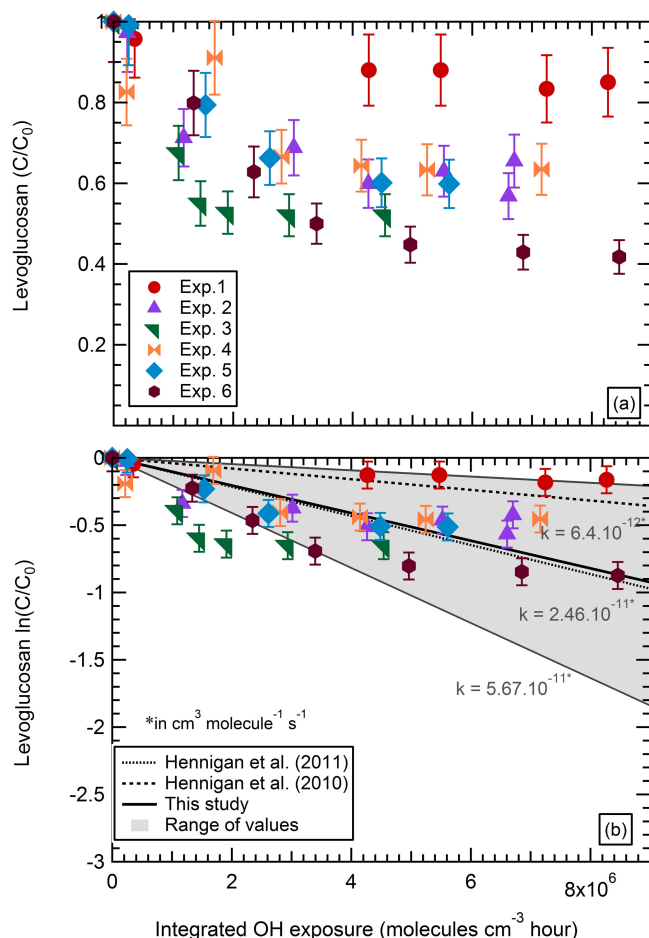 1
0.8
0.6
0.4
0.2
Levoglucosan (C/C₀)
Exp.1
Exp. 2
Exp. 3
Exp. 4
Exp. 5
Exp. 6
(a)
0
-0.5
-1
-1.5
-2
-2.5
-3
Levoglucosan ln(C/C₀)
k = 6.4.10⁻¹²*
k = 2.46.10⁻¹¹*
k = 5.67.10⁻¹¹*
*in cm³ molecule⁻¹ s⁻¹
Hennigan et al. (2011)
Hennigan et al. (2010)
This study
Range of values
(b)
0 2 4 6 8x10⁶
Integrated OH exposure (molecules cm⁻³ hour)